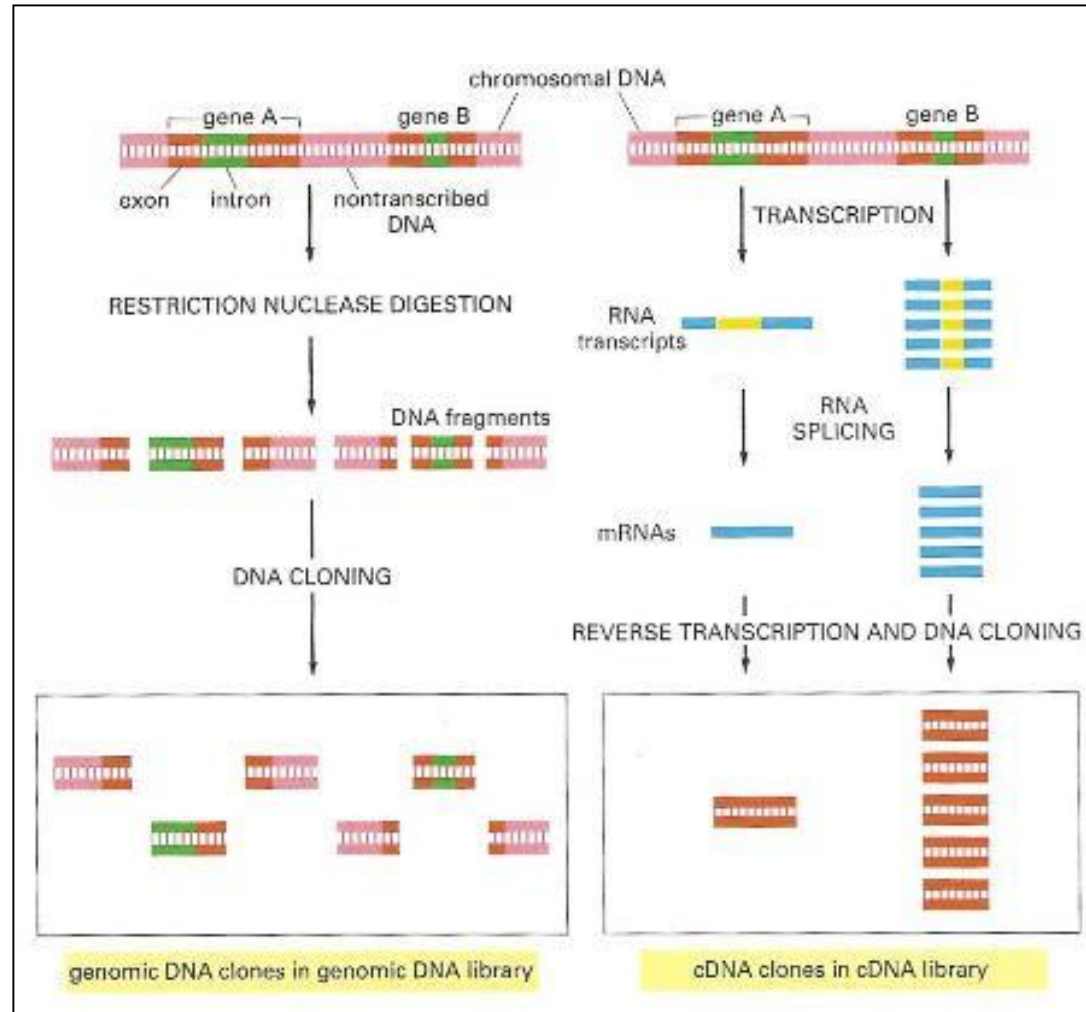 chromosomal DNA
gene A
gene B
exon
intron
nontranscribed
DNA
RESTRICTION NUCLEASE DIGESTION
DNA fragments
DNA CLONING
genomic DNA clones in genomic DNA library
gene A
gene B
TRANSCRIPTION
RNA
transcripts
RNA
SPLICING
mRNAs
REVERSE TRANSCRIPTION AND DNA CLONING
cDNA clones in cDNA library